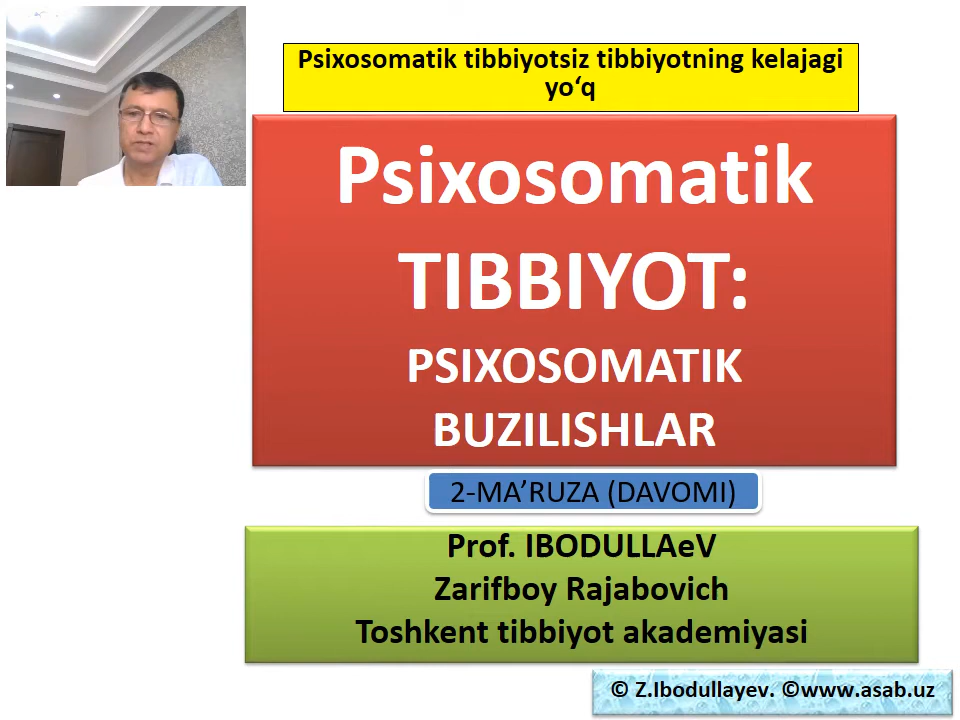 Psixosomatik tibbiyotsiz tibbiyotning kelajagi
yo‘q
Psixosomatik
TIBBIYOT:
PSIXOSOMATIK
BUZILISHLAR
2-MA’RUZA (DAVOMI)
Prof. IBODULLAeV
Zarifboy Rajabovich
Toshkent tibbiyot akademiyasi
© Z.Ibodullayev. ©www.asab.uz